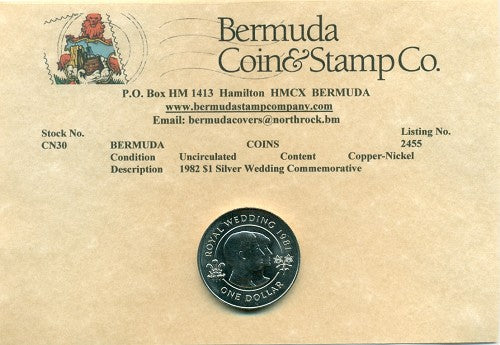 Bermuda
Coin&Stamp Co.
P.O. Box HM 1413 Hamilton HMCX BERMUDA
www.bermudastampcompany.com
Email: bermudacovers@northrock.bm
Stock No. Listing No.
CN30 BERMUDA COINS 2455
Condition Uncirculated Content Copper-Nickel
Description 1982 $1 Silver Wedding Commemorative
ROYAL WEDDING 1981
ONE DOLLAR